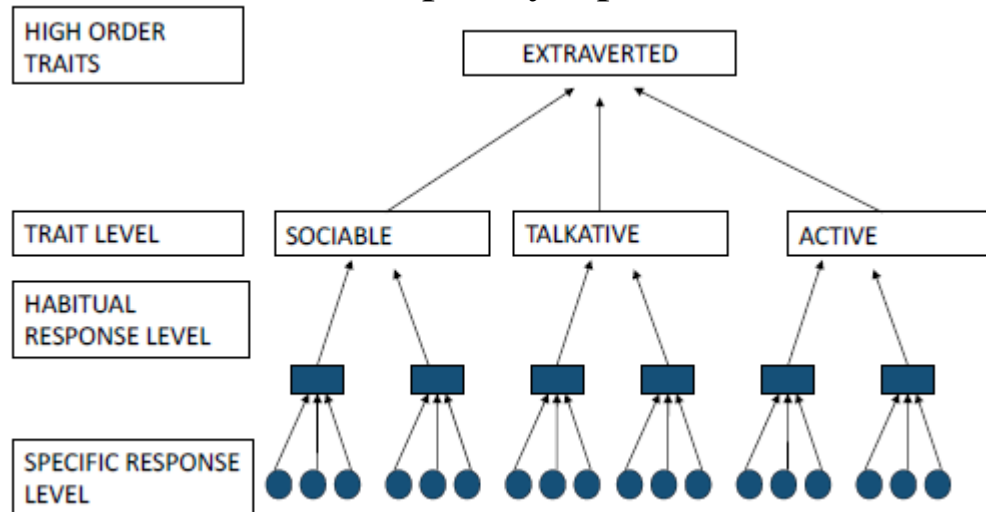 HIGH ORDER
TRAITS
EXTRAVERTED
TRAIT LEVEL
SOCIABLE
TALKATIVE
ACTIVE
HABITUAL
RESPONSE LEVEL
SPECIFIC RESPONSE
LEVEL